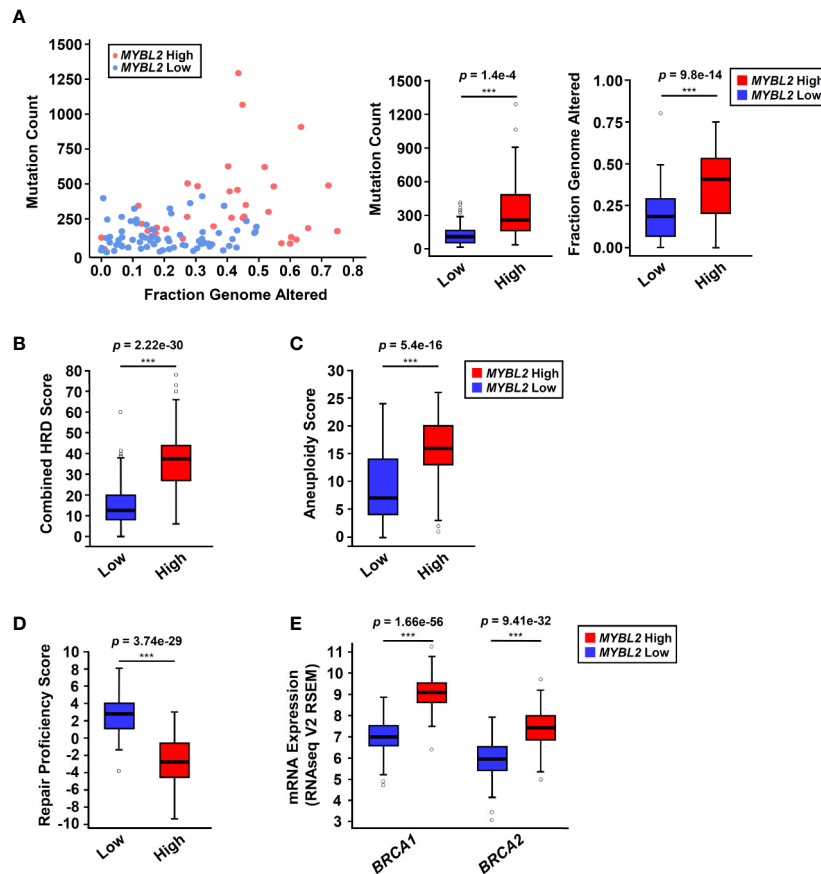 A
1500
1250
1000
750
500
250
0
Mutation Count
MYBL2 High
MYBL2 Low
0.0 0.1 0.2 0.3 0.4 0.5 0.6 0.7 0.8
Fraction Genome Altered
p = 1.4e-4
***
1500
1200
900
600
300
0
Mutation Count
Low High
p = 9.8e-14
***
1.00
0.75
0.50
0.25
0.00
Fraction Genome Altered
Low High
MYBL2 High
MYBL2 Low
B
p = 2.22e-30
***
80
70
60
50
40
30
20
10
0
Combined HRD Score
Low High
C
p = 5.4e-16
***
30
25
20
15
10
5
0
Aneuploidy Score
Low High
MYBL2 High
MYBL2 Low
D
p = 3.74e-29
***
10
8
6
4
2
0
-2
-4
-6
-8
-10
Repair Proficiency Score
Low High
E
p = 1.66e-56
***
p = 9.41e-32
***
11
10
9
8
7
6
5
4
3
mRNA Expression
(RNAseq V2 RSEM)
BRCA1 BRCA2
MYBL2 High
MYBL2 Low